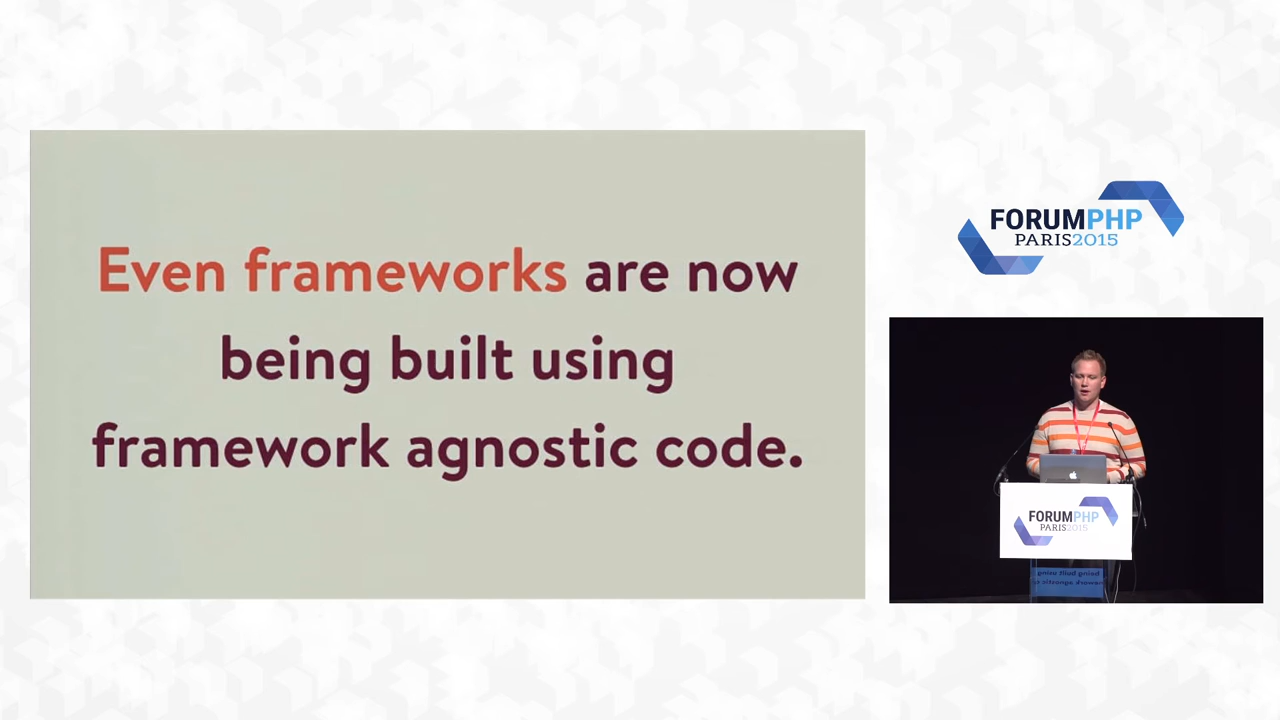 Even frameworks are now
being built using
framework agnostic code.
FORUMPHP
PARIS2015
FORUMPHP
PARIS2015